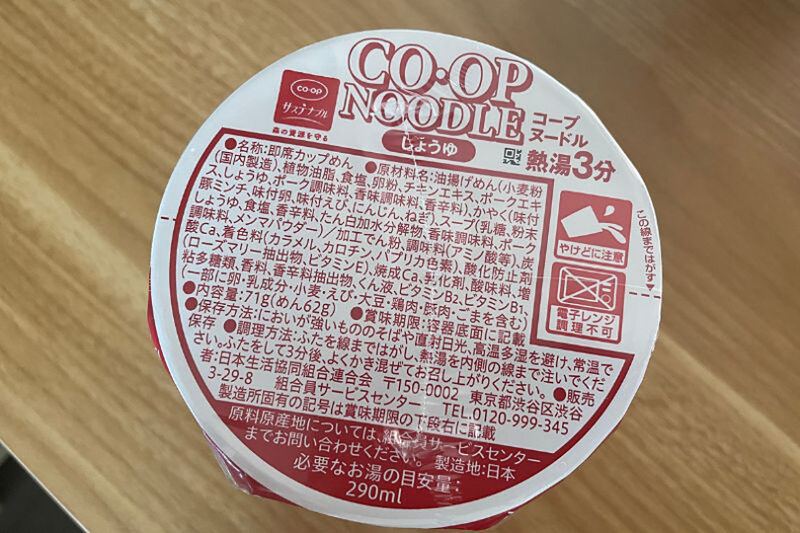 CO・OP
NOODLE
コープ
ヌードル
しょうゆ
熱湯3分
co・op
サステナブル
森の資源を守る
●名称:即席カップめん ●原材料名:油揚げめん(小麦粉
(国内製造)、植物油脂、食塩、卵粉、チキンエキス、ポークエキ
ス、しょうゆ、ポーク調味料、香味調味料、香辛料)、かやく(味付
豚ミンチ、味付卵、味付えび、にんじん、ねぎ)、スープ(乳糖、粉末
しょうゆ、食塩、香辛料、たん白加水分解物、香味調味料、ポーク
調味料、メンマパウダー)/加工でん粉、調味料(アミノ酸等)、炭
酸Ca、着色料(カラメル、カロチン、パプリカ色素)、酸化防止剤
(ローズマリー抽出物、ビタミンE)、焼成Ca、乳化剤、酸味料、増
粘多糖類、香料、香辛料抽出物、くん液、ビタミンB2、ビタミンB1、
(一部に卵・乳成分・小麦・えび・大豆・鶏肉・豚肉・ごまを含む)
●内容量:71g(めん62g) ●賞味期限:容器底面に記載
●保存方法:においが強いもののそばや直射日光、高温多湿を避け、常温で
保存 ●調理方法:ふたを線まではがし、熱湯を内側の線まで注いでくだ
さい。ふたをして3分後、よくかき混ぜてお召し上がりください。 ●販売
者:日本生活協同組合連合会 〒150-0002 東京都渋谷区渋谷
3-29-8 組合員サービスセンター TEL.0120-999-345
製造所固有の記号は賞味期限の下段右に記載
原料原産地については、組合員サービスセンター
までお問い合わせください。 製造地:日本
必要なお湯の目安量:
290ml
やけどに注意
電子レンジ
調理不可
この線まではがす